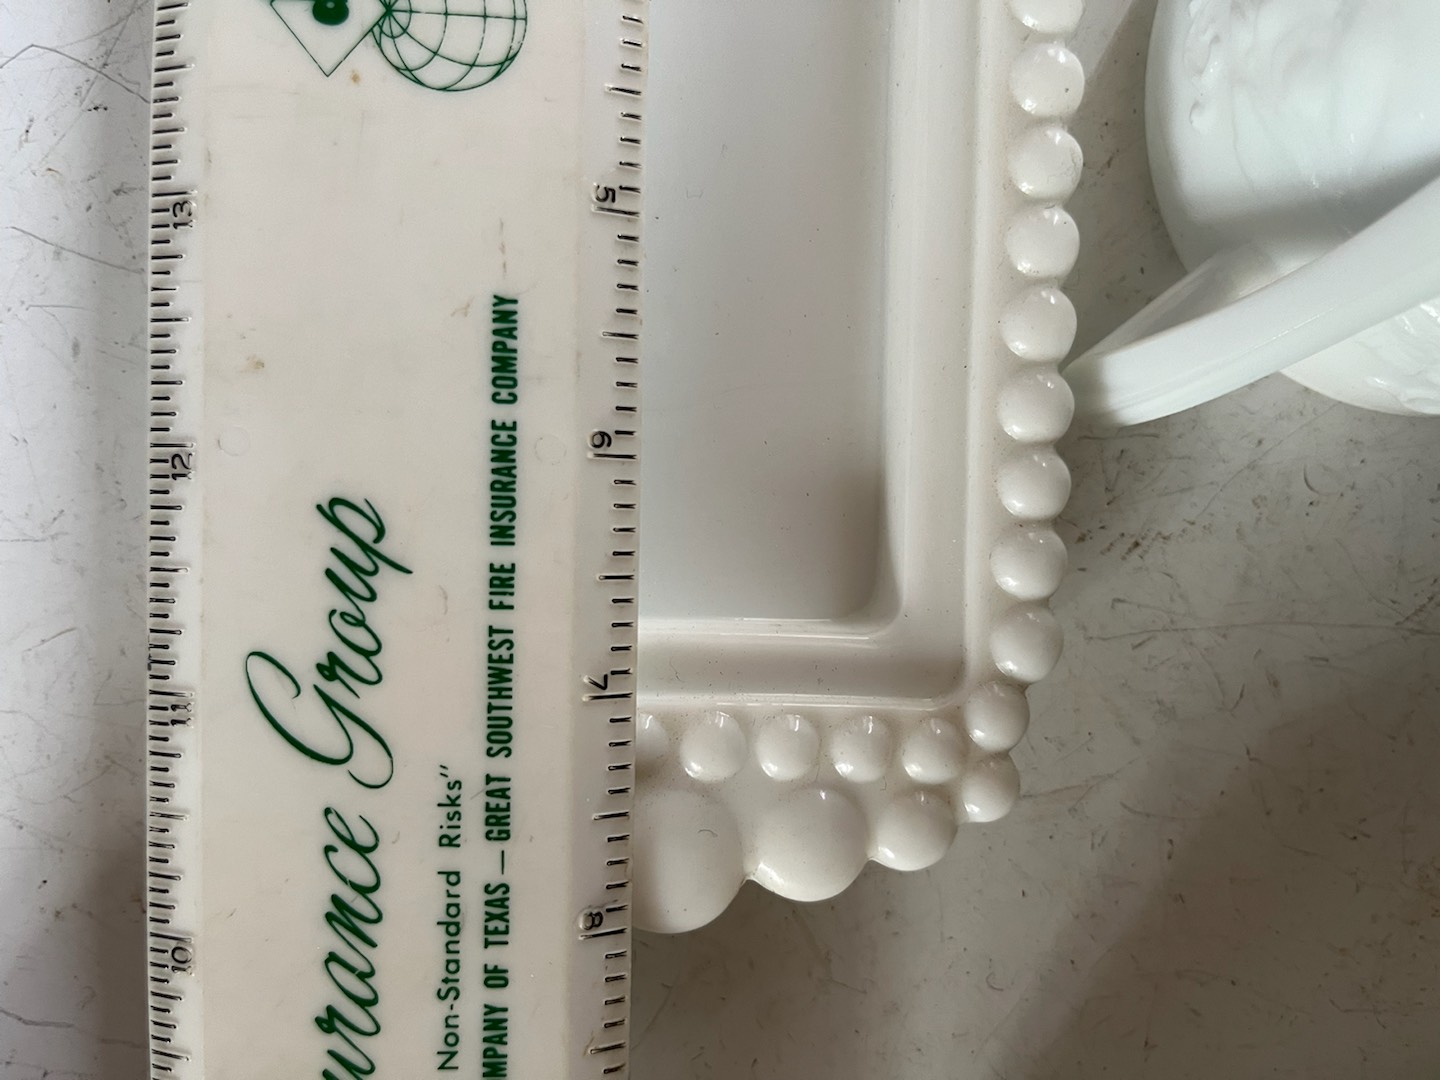 urance Group
Non-Standard Risks"
MPANY OF TEXAS — GREAT SOUTHWEST FIRE INSURANCE COMPANY
13
12
11
10
5
6
7
8